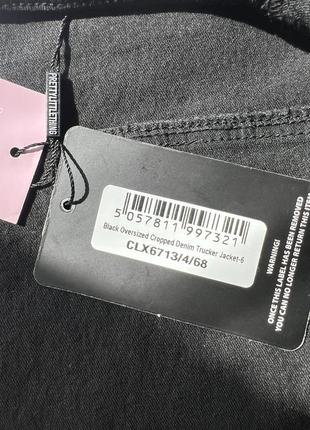 PRETTYLITTLETHING
5 057811 997321
Black Oversized Cropped Denim Trucker Jacket-6
CLX6713/4/68
WARNING!
ONCE THIS LABEL HAS BEEN REMOVED
YOU CAN NO LONGER RETURN THIS ITEM